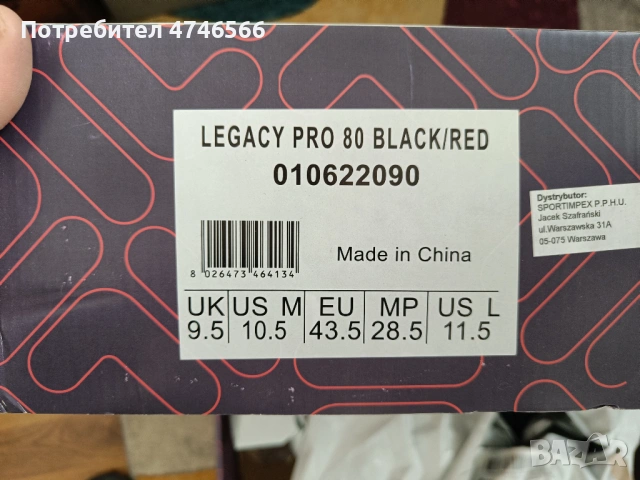 Потребител 4746566
LEGACY PRO 80 BLACK/RED
010622090
8 026473 464134
Made in China
UK US M EU MP US L
9.5 10.5 43.5 28.5 11.5
Dystrybutor:
SPORTIMPEX P.P.H.U.
Jacek Szafrański
ul.Warszawska 31A
05-075 Warszawa
BAZAR